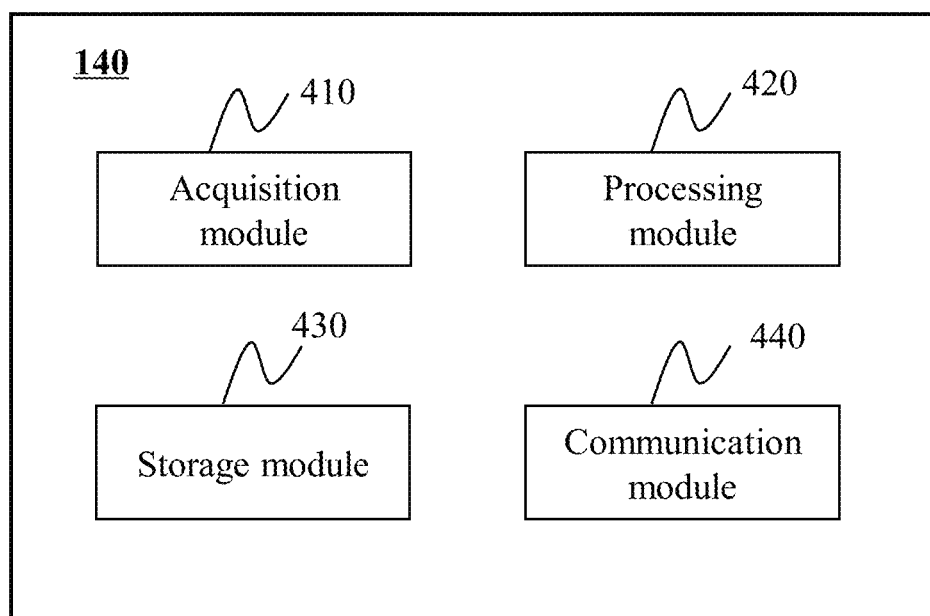 140
410
420
Acquisition
module
Processing
module
430
440
Storage module
Communication
module